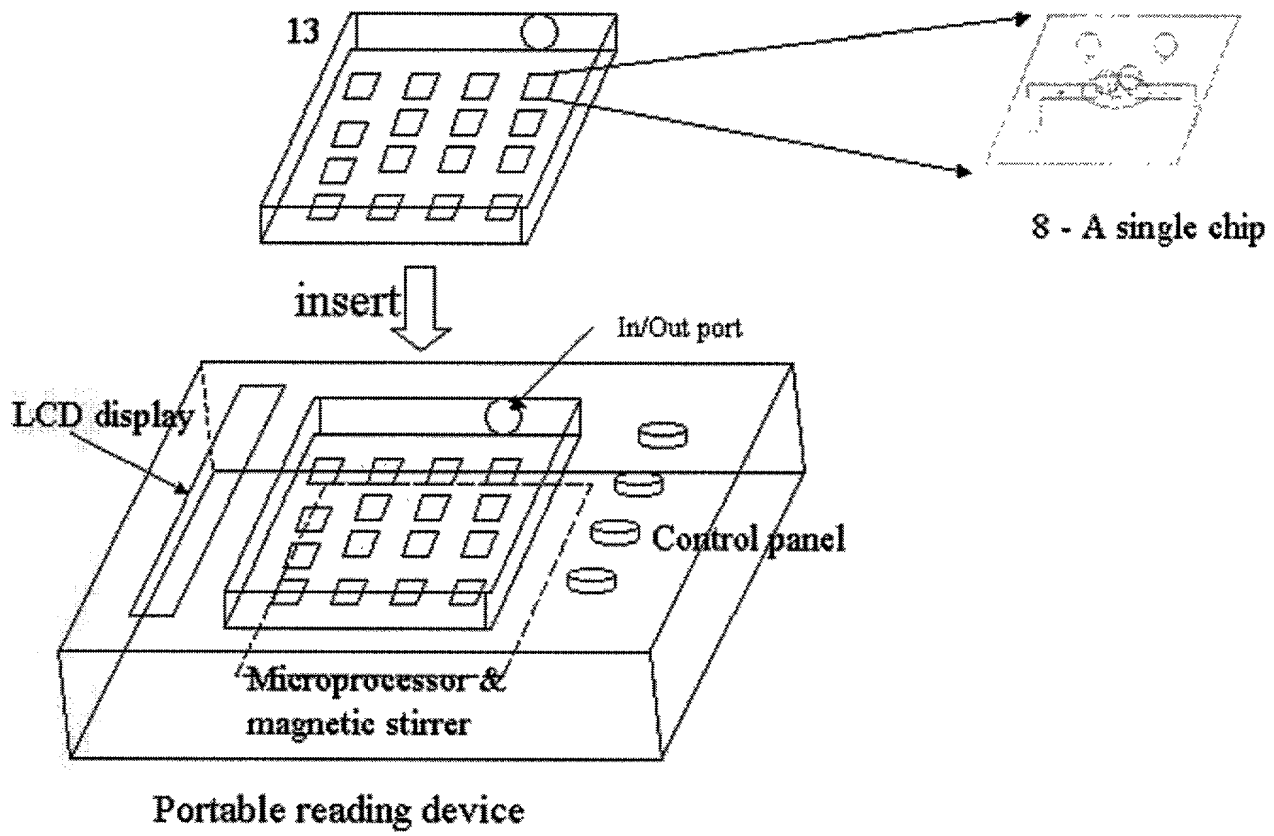 13
8 - A single chip
insert
In/Out port
LCD display
Control panel
Microprocessor &
magnetic stirrer
Portable reading device